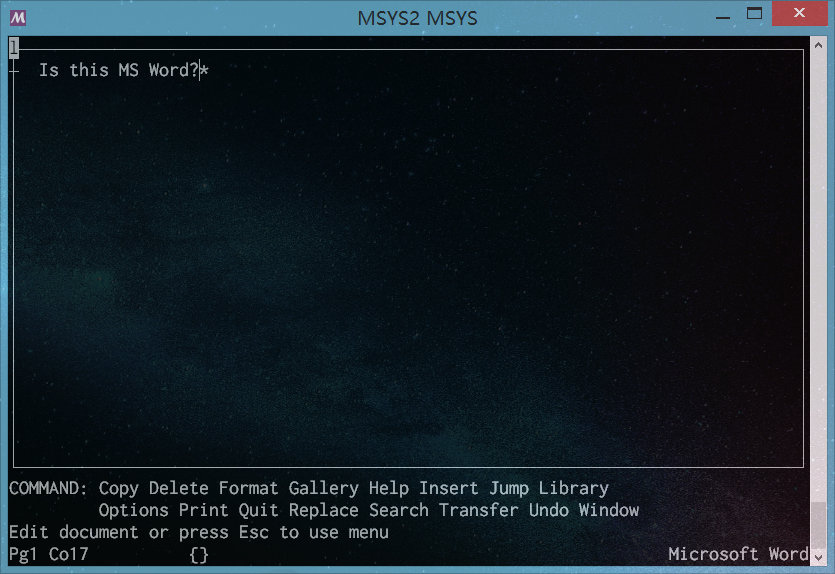 MSYS2 MSYS
1
Is this MS Word?*
COMMAND: Copy Delete Format Gallery Help Insert Jump Library
Options Print Quit Replace Search Transfer Undo Window
Edit document or press Esc to use menu
Pg1 Co17 {} Microsoft Word